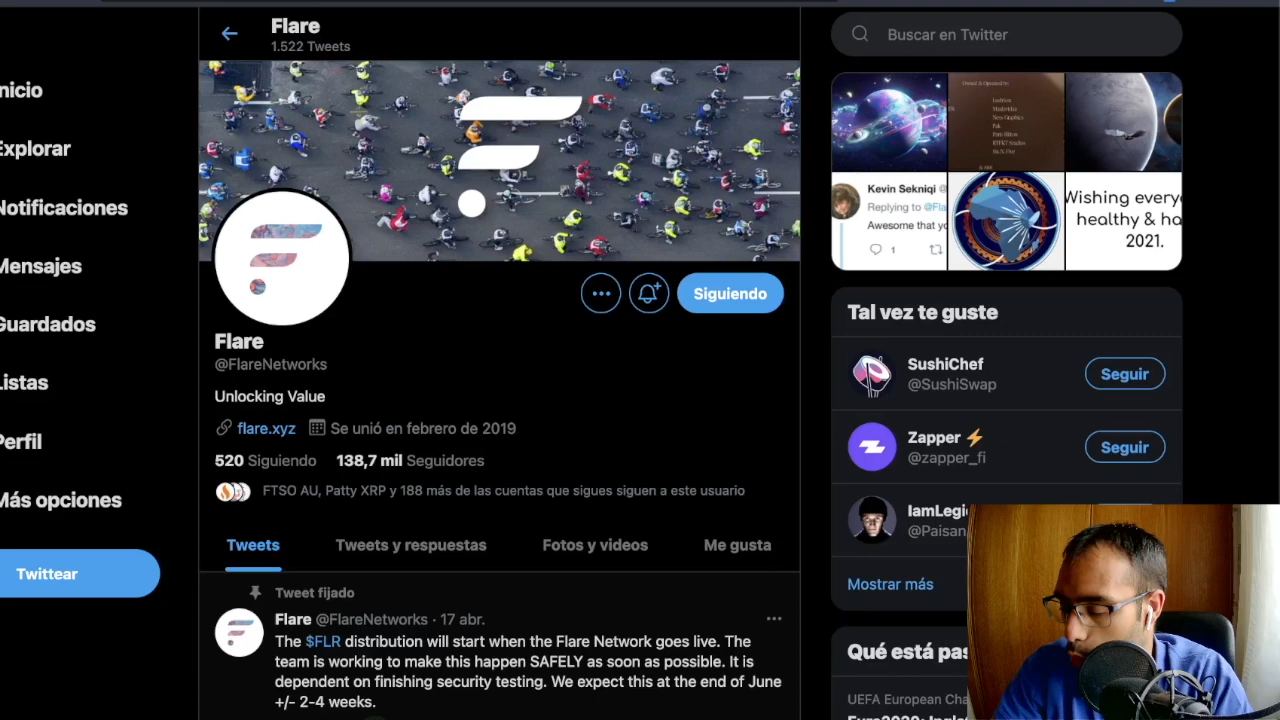 Flare
1.522 Tweets
Buscar en Twitter
nicio
Explorar
Notificaciones
Mensajes
Guardados
Listas
Perfil
Más opciones
Twittear
Siguiendo
Flare
@FlareNetworks
Unlocking Value
flare.xyz Se unió en febrero de 2019
520 Siguiendo 138,7 mil Seguidores
FTSO AU, Patty XRP y 188 más de las cuentas que sigues siguen a este usuario
Tweets Tweets y respuestas Fotos y videos Me gusta
Tweet fijado
Flare @FlareNetworks · 17 abr.
The $FLR distribution will start when the Flare Network goes live. The
team is working to make this happen SAFELY as soon as possible. It is
dependent on finishing security testing. We expect this at the end of June
+/- 2-4 weeks.
Owned & Operated by:
Kevin Sekniqi @
Replying to @Fla
Awesome that yo
1
Wishing every
healthy & ha
2021.
Tal vez te guste
SushiChef
@SushiSwap
Seguir
Zapper
@zapper_fi
Seguir
IamLegi
@Paisan
Mostrar más
Qué está pas
UEFA European Cha